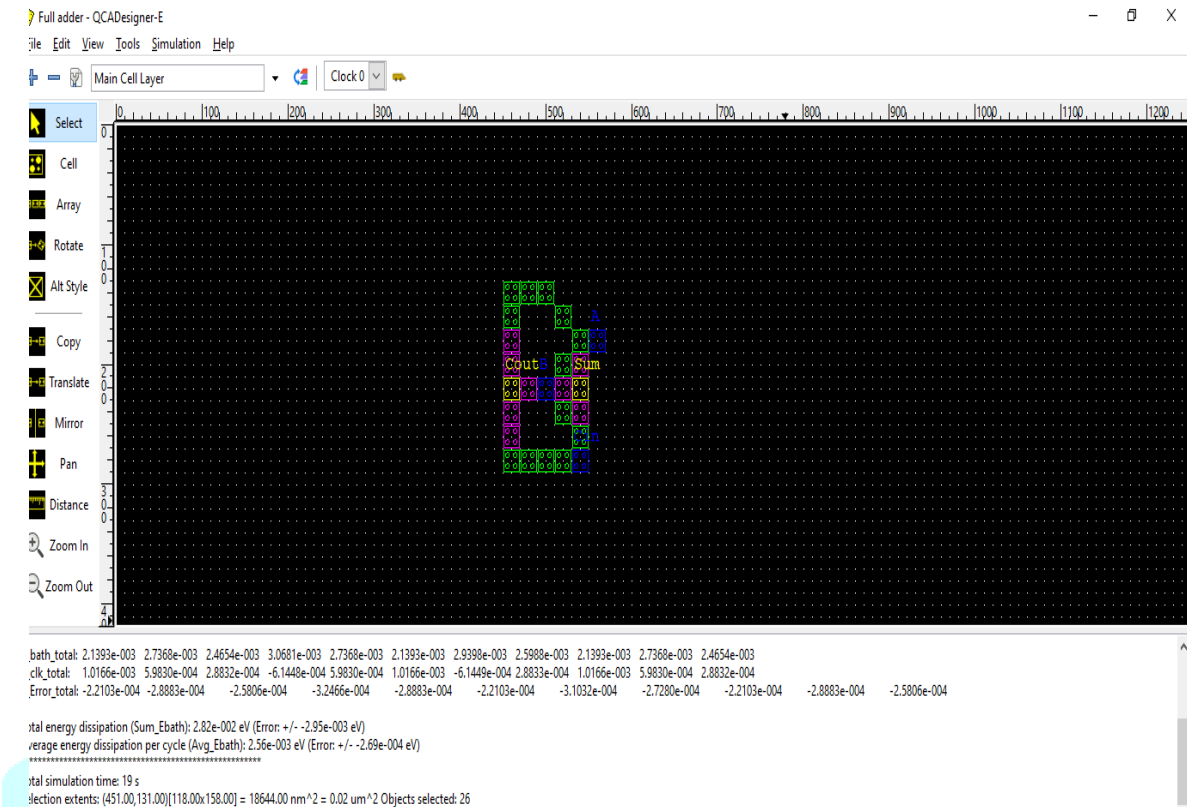 Full adder - QCADesigner-E
File Edit View Tools Simulation Help
Main Cell Layer
Clock 0
0 100 200 300 400 500 600 700 800 900 1000 1100 1200
Select
Cell
Array
Rotate
Alt Style
Copy
Translate
Mirror
Pan
Distance
Zoom In
Zoom Out
0
100
200
300
A
Cout B Sum
bath_total: 2.1393e-003 2.7368e-003 2.4654e-003 3.0681e-003 2.7368e-003 2.1393e-003 2.9398e-003 2.5988e-003 2.1393e-003 2.7368e-003 2.4654e-003
clk_total: 1.0166e-003 5.9830e-004 2.8832e-004 -6.1448e-004 5.9830e-004 1.0166e-003 -6.1449e-004 2.8833e-004 1.0166e-003 5.9830e-004 2.8832e-004
Error_total: -2.2103e-004 -2.8883e-004 -2.5806e-004 -3.2466e-004 -2.8883e-004 -2.2103e-004 -3.1032e-004 -2.7280e-004 -2.2103e-004 -2.8883e-004 -2.5806e-004
otal energy dissipation (Sum_Ebath): 2.82e-002 eV (Error: +/- -2.95e-003 eV)
verage energy dissipation per cycle (Avg_Ebath): 2.56e-003 eV (Error: +/- -2.69e-004 eV)
otal simulation time: 19 s
election extents: (451.00,131.00)[118.00x158.00] = 18644.00 nm^2 = 0.02 um^2 Objects selected: 26